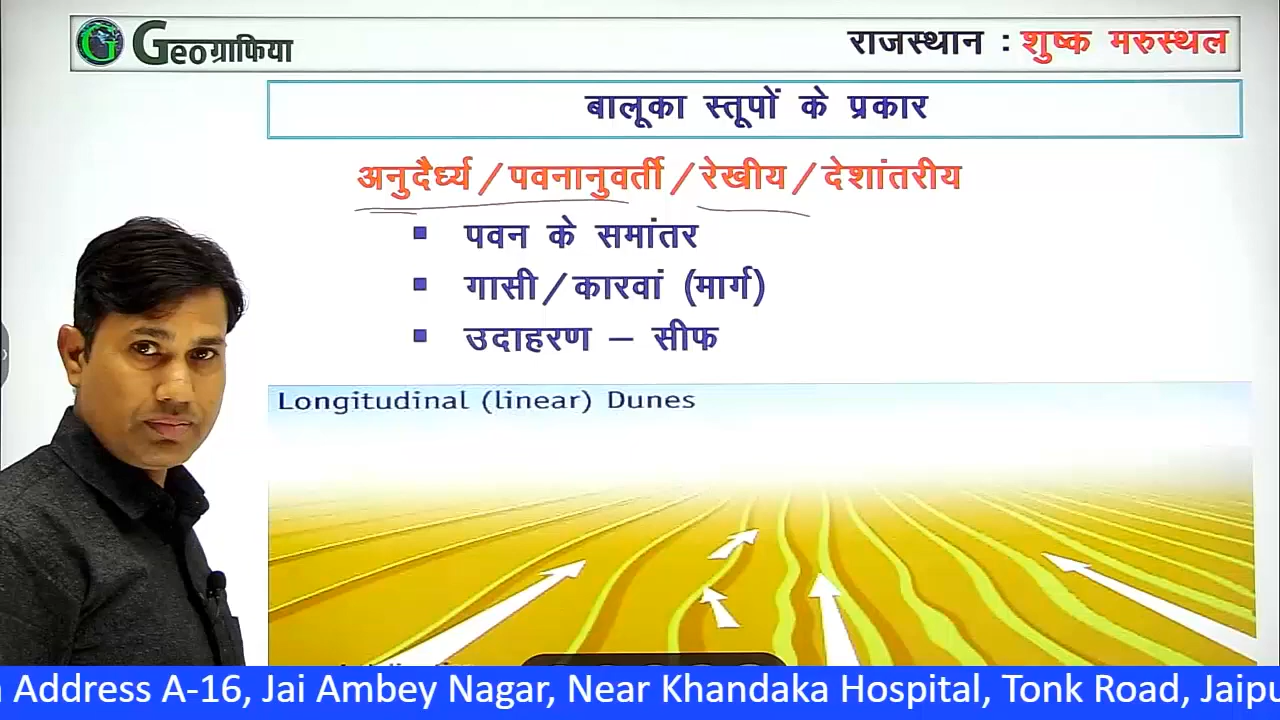 Geoग्राफिया
राजस्थान : शुष्क मरुस्थल
बालूका स्तूपों के प्रकार
अनुदैर्ध्य/पवनानुवर्ती/रेखीय/देशांतरीय
▪ पवन के समांतर
▪ गासी/कारवां (मार्ग)
▪ उदाहरण – सीफ
Longitudinal (linear) Dunes
Address A-16, Jai Ambey Nagar, Near Khandaka Hospital, Tonk Road, Jaipu